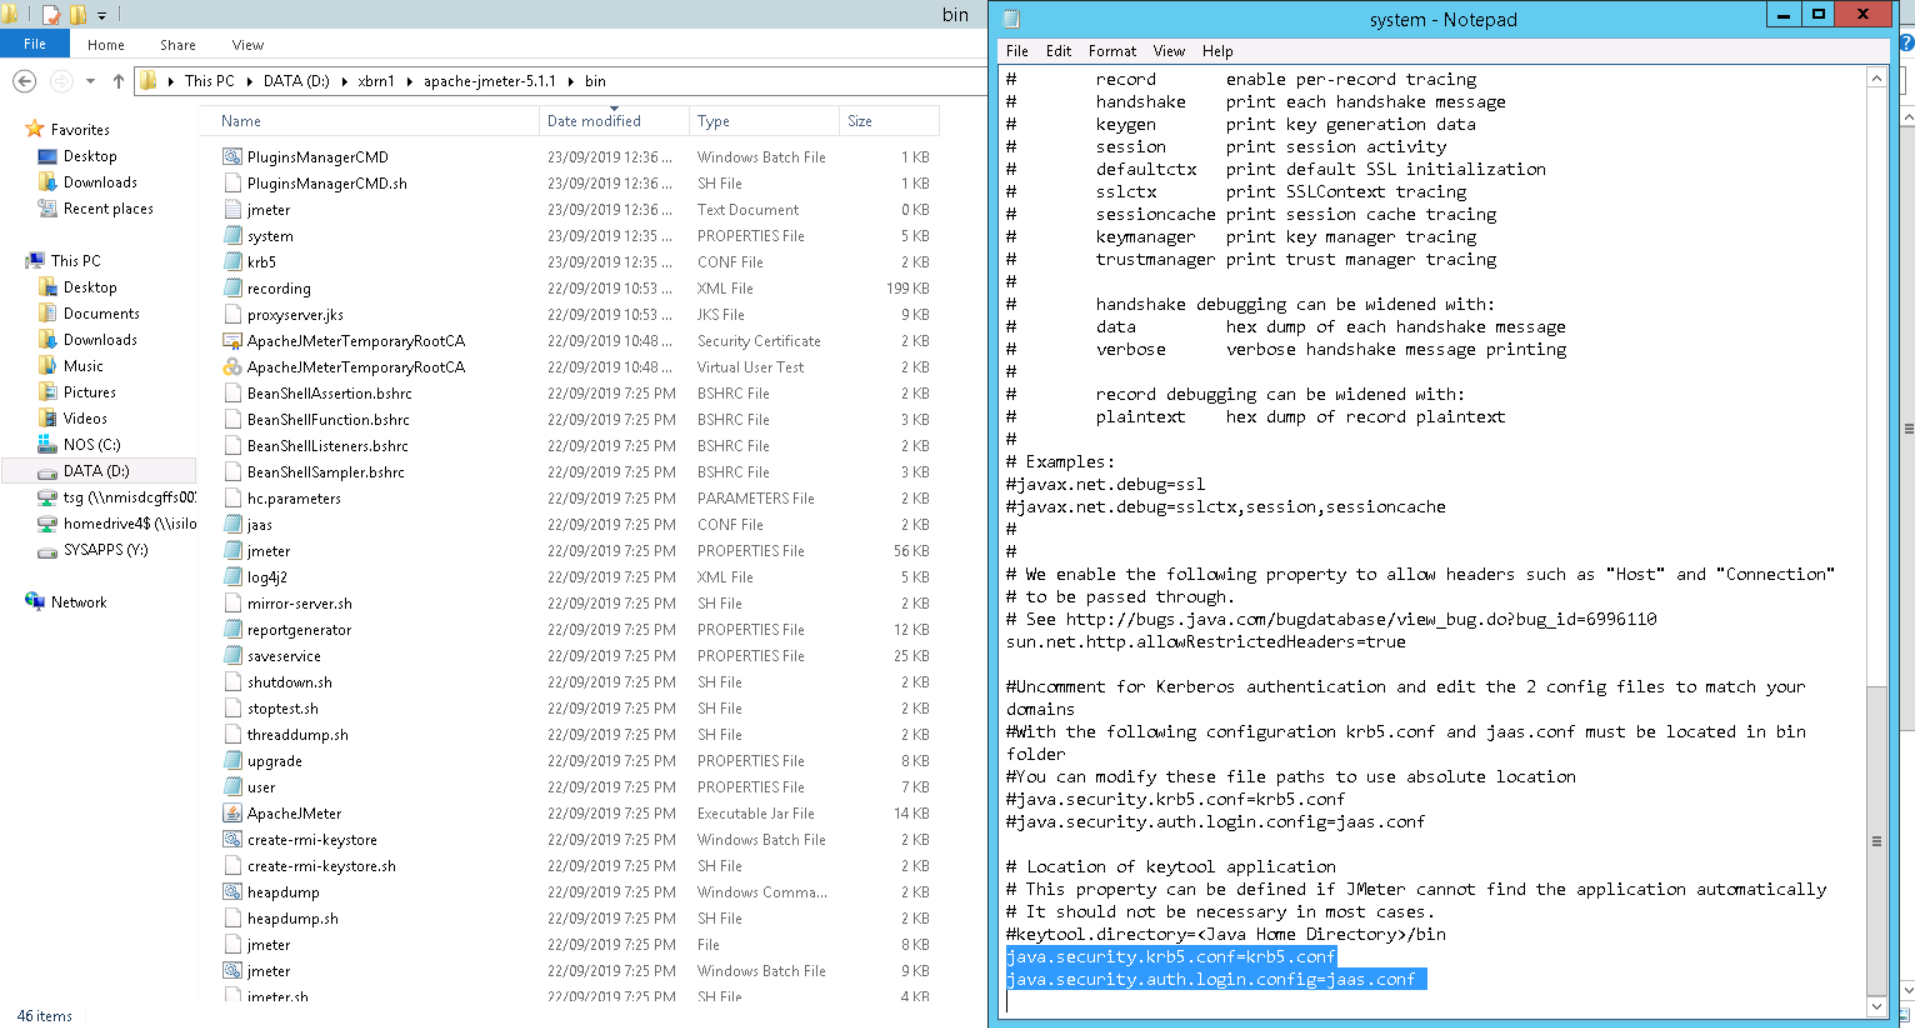 bin
File
Home
Share
View
This PC
DATA (D:)
xbrn1
apache-jmeter-5.1.1
bin
Favorites
Desktop
Downloads
Recent places
This PC
Desktop
Documents
Downloads
Music
Pictures
Videos
NOS (C:)
DATA (D:)
tsg (\\nmisdcgffs00
homedrive4$ (\\isilo
SYSAPPS (Y:)
Network
Name Date modified Type Size
PluginsManagerCMD 23/09/2019 12:36 ... Windows Batch File 1 KB
PluginsManagerCMD.sh 23/09/2019 12:36 ... SH File 1 KB
jmeter 23/09/2019 12:36 ... Text Document 0 KB
system 23/09/2019 12:35 ... PROPERTIES File 5 KB
krb5 23/09/2019 12:35 ... CONF File 2 KB
recording 22/09/2019 10:53 ... XML File 199 KB
proxyserver.jks 22/09/2019 10:53 ... JKS File 9 KB
ApacheJMeterTemporaryRootCA 22/09/2019 10:48 ... Security Certificate 2 KB
ApacheJMeterTemporaryRootCA 22/09/2019 10:48 ... Virtual User Test 2 KB
BeanShellAssertion.bshrc 22/09/2019 7:25 PM BSHRC File 2 KB
BeanShellFunction.bshrc 22/09/2019 7:25 PM BSHRC File 3 KB
BeanShellListeners.bshrc 22/09/2019 7:25 PM BSHRC File 2 KB
BeanShellSampler.bshrc 22/09/2019 7:25 PM BSHRC File 3 KB
hc.parameters 22/09/2019 7:25 PM PARAMETERS File 2 KB
jaas 22/09/2019 7:25 PM CONF File 2 KB
jmeter 22/09/2019 7:25 PM PROPERTIES File 56 KB
log4j2 22/09/2019 7:25 PM XML File 5 KB
mirror-server.sh 22/09/2019 7:25 PM SH File 2 KB
reportgenerator 22/09/2019 7:25 PM PROPERTIES File 12 KB
saveservice 22/09/2019 7:25 PM PROPERTIES File 25 KB
shutdown.sh 22/09/2019 7:25 PM SH File 2 KB
stoptest.sh 22/09/2019 7:25 PM SH File 2 KB
threaddump.sh 22/09/2019 7:25 PM SH File 2 KB
upgrade 22/09/2019 7:25 PM PROPERTIES File 8 KB
user 22/09/2019 7:25 PM PROPERTIES File 7 KB
ApacheJMeter 22/09/2019 7:25 PM Executable Jar File 14 KB
create-rmi-keystore 22/09/2019 7:25 PM Windows Batch File 2 KB
create-rmi-keystore.sh 22/09/2019 7:25 PM SH File 2 KB
heapdump 22/09/2019 7:25 PM Windows Comma... 2 KB
heapdump.sh 22/09/2019 7:25 PM SH File 2 KB
jmeter 22/09/2019 7:25 PM File 8 KB
jmeter 22/09/2019 7:25 PM Windows Batch File 9 KB
jmeter.sh 22/09/2019 7:25 PM SH File 4 KB
46 items
system - Notepad
File Edit Format View Help
# record enable per-record tracing
# handshake print each handshake message
# keygen print key generation data
# session print session activity
# defaultctx print default SSL initialization
# sslctx print SSLContext tracing
# sessioncache print session cache tracing
# keymanager print key manager tracing
# trustmanager print trust manager tracing
#
# handshake debugging can be widened with:
# data hex dump of each handshake message
# verbose verbose handshake message printing
#
# record debugging can be widened with:
# plaintext hex dump of record plaintext
#
# Examples:
#javax.net.debug=ssl
#javax.net.debug=sslctx,session,sessioncache
#
#
# We enable the following property to allow headers such as "Host" and "Connection"
# to be passed through.
# See http://bugs.java.com/bugdatabase/view_bug.do?bug_id=6996110
sun.net.http.allowRestrictedHeaders=true
#Uncomment for Kerberos authentication and edit the 2 config files to match your
domains
#With the following configuration krb5.conf and jaas.conf must be located in bin
folder
#You can modify these file paths to use absolute location
#java.security.krb5.conf=krb5.conf
#java.security.auth.login.config=jaas.conf
# Location of keytool application
# This property can be defined if JMeter cannot find the application automatically
# It should not be necessary in most cases.
#keytool.directory=<Java Home Directory>/bin
java.security.krb5.conf=krb5.conf
java.security.auth.login.config=jaas.conf